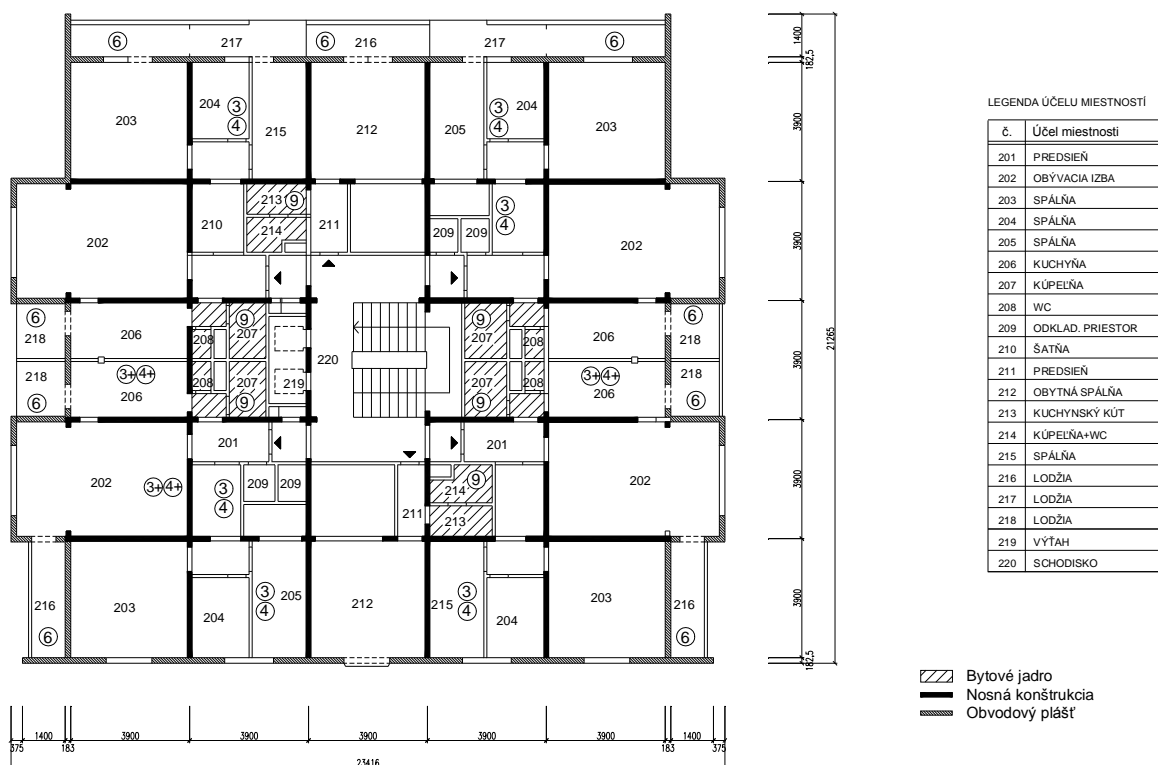 6 217 6 216 217 6
1400
182,5
204 3 4 3 4 204
203 215 212 205 203
3900
213 9
3 4
210 214 211 209 209
202 202
3900
6 9 9 6
218 206 208 207 207 208 206 218
220
21265
3900
218 3+ 4+ 208 207 219 207 208 3+ 4+ 218
6 206 9 9 206 6
201 201
202 3+ 4+ 3 4 209 209 214 9 202
211 213
3900
216 203 204 3 4 205 212 215 3 4 204 203 216
6 6
3900
182,5
375 1400 183 3900 3900 3900 3900 3900 183 1400 375
23416
LEGENDA ÚČELU MIESTNOSTÍ
č. Účel miestnosti
201 PREDSIEŇ
202 OBÝVACIA IZBA
203 SPÁLŇA
204 SPÁLŇA
205 SPÁLŇA
206 KUCHYŇA
207 KÚPEĽŇA
208 WC
209 ODKLAD. PRIESTOR
210 ŠATŇA
211 PREDSIEŇ
212 OBYTNÁ SPÁLŇA
213 KUCHYNSKÝ KÚT
214 KÚPEĽŇA+WC
215 SPÁLŇA
216 LODŽIA
217 LODŽIA
218 LODŽIA
219 VÝŤAH
220 SCHODISKO
Bytové jadro
Nosná konštrukcia
Obvodový plášť